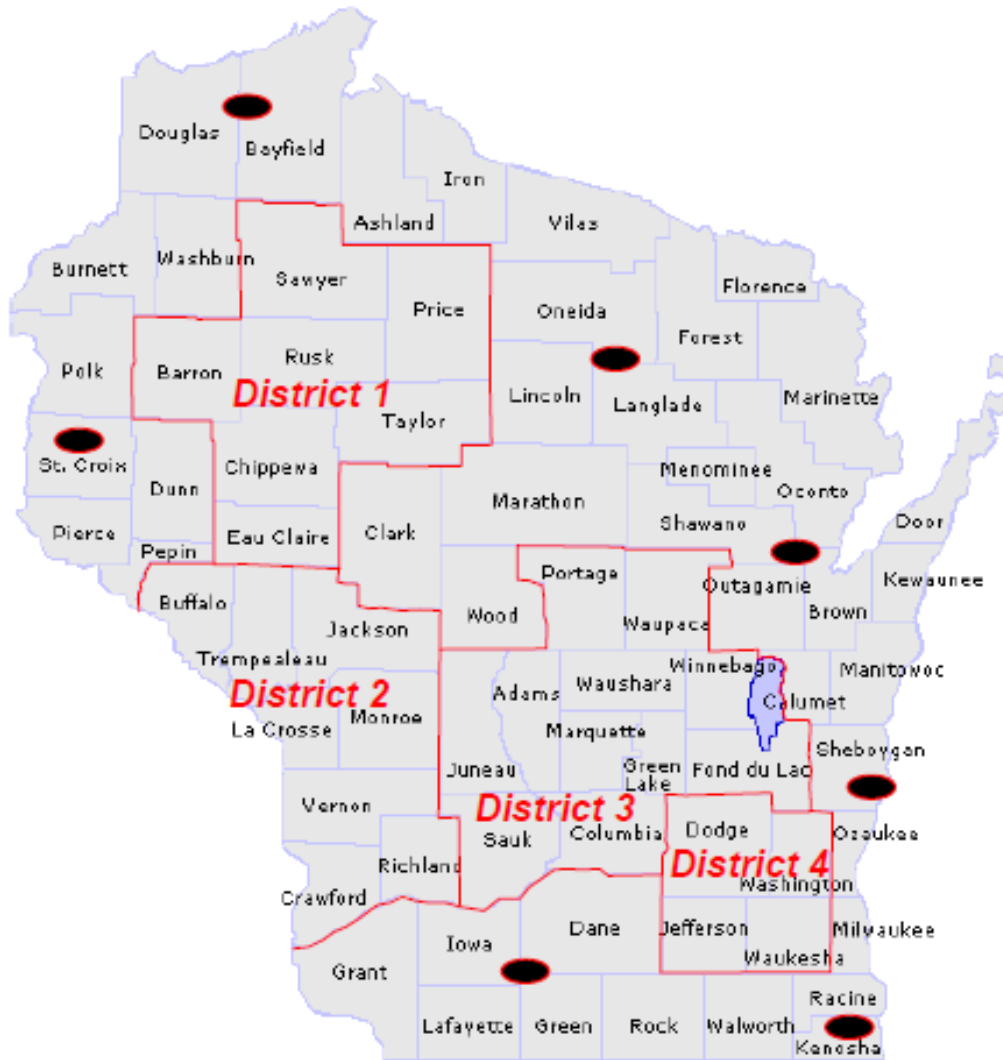 Douglas
Bayfield
Iron
Ashland
Vilas
Washburn
Burnett
Sawyer
Florence
Price
Oneida
Forest
Polk
Barron
Rusk
District 1
Lincoln
Langlade
Marinette
Taylor
St. Croix
Chippewa
Menominee
Dunn
Marathon
Oconto
Shawano
Door
Pierce
Pepin
Eau Claire
Clark
Portage
Outagamie
Kewaunee
Buffalo
Wood
Waupaca
Brown
Jackson
Trempealeau
Winnebago
Manitowoc
District 2
Adams
Waushara
Calumet
La Crosse
Monroe
Marquette
Sheboygan
Juneau
Green
Lake
Fond du Lac
Vernon
District 3
Sauk
Columbia
Dodge
Ozaukee
Richland
District 4
Washington
Crawford
Iowa
Dane
Jefferson
Milwaukee
Waukesha
Grant
Racine
Lafayette
Green
Rock
Walworth
Kenosha